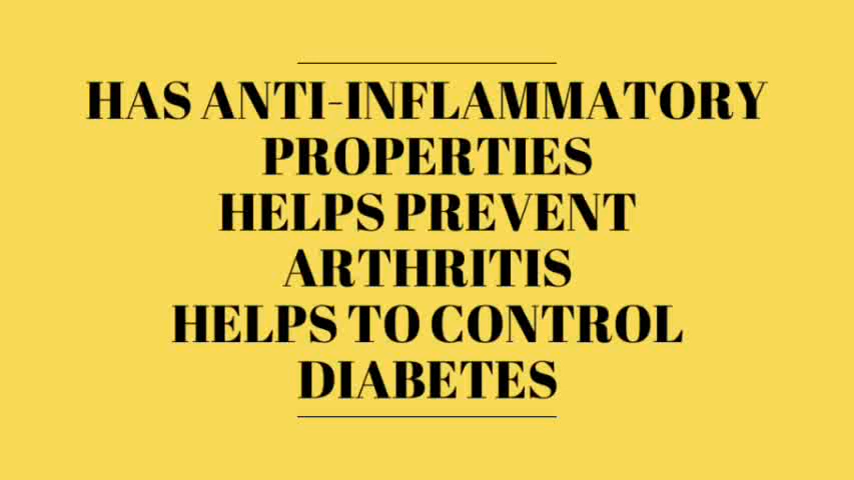 HAS ANTI-INFLAMMATORY
PROPERTIES
HELPS PREVENT
ARTHRITIS
HELPS TO CONTROL
DIABETES